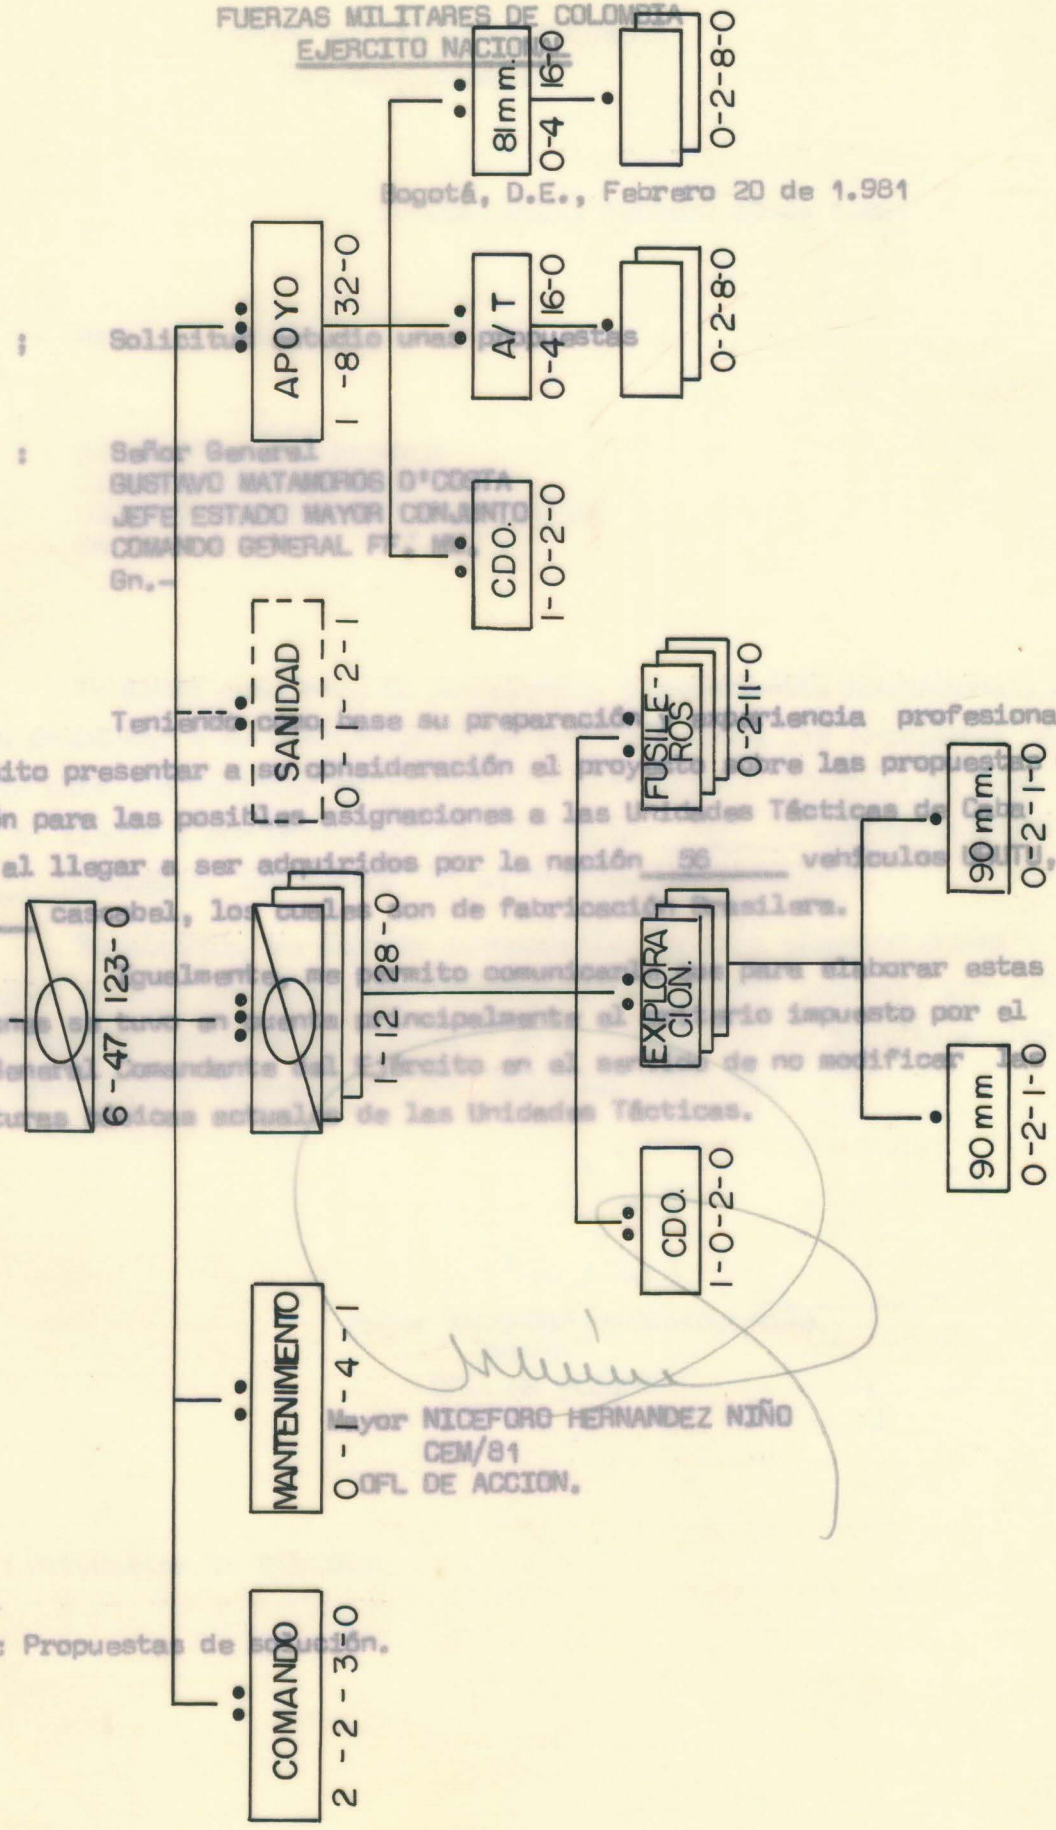 FUERZAS MILITARES DE COLOMBIA
EJERCITO NACIONAL
Bogotá, D.E., Febrero 20 de 1.981
: Solicitud estudio unas propuestas
: Señor General
GUSTAVO MATAMOROS D'COSTA
JEFE ESTADO MAYOR CONJUNTO
COMANDO GENERAL FF. MM.
Gn.-
Teniendo como base su preparación y experiencia profesiona
ito presentar a su consideración el proyecto sobre las propuestas
n para las posibles asignaciones a las Unidades Tácticas de Caba
al llegar a ser adquiridos por la nación 56 vehículos URUTU,
cascabel, los cuales son de fabricación Brasilera.
Igualmente, me permito comunicarle que para elaborar estas
se tuvo en cuenta principalmente el criterio impuesto por el
General Comandante del Ejército en el sentido de no modificar las
turas básicas actuales de las Unidades Tácticas.
Mayor NICEFORO HERNANDEZ NIÑO
CEM/81
OFL DE ACCION.
: Propuestas de solución.
6-47 123-0
COMANDO
2-2-3-0
MANTENIMIENTO
0-1-4-1
1-12 28-0
SANIDAD
0-1-2-1
APOYO
1-8 32-0
CDO.
1-0-2-0
EXPLORA
CION.
FUSILE-
ROS
0-2-11-0
90mm
0-2-1-0
90mm.
0-2-1-0
CDO.
1-0-2-0
A/T
0-4 16-0
0-2-8-0
81mm.
0-4 16-0
0-2-8-0